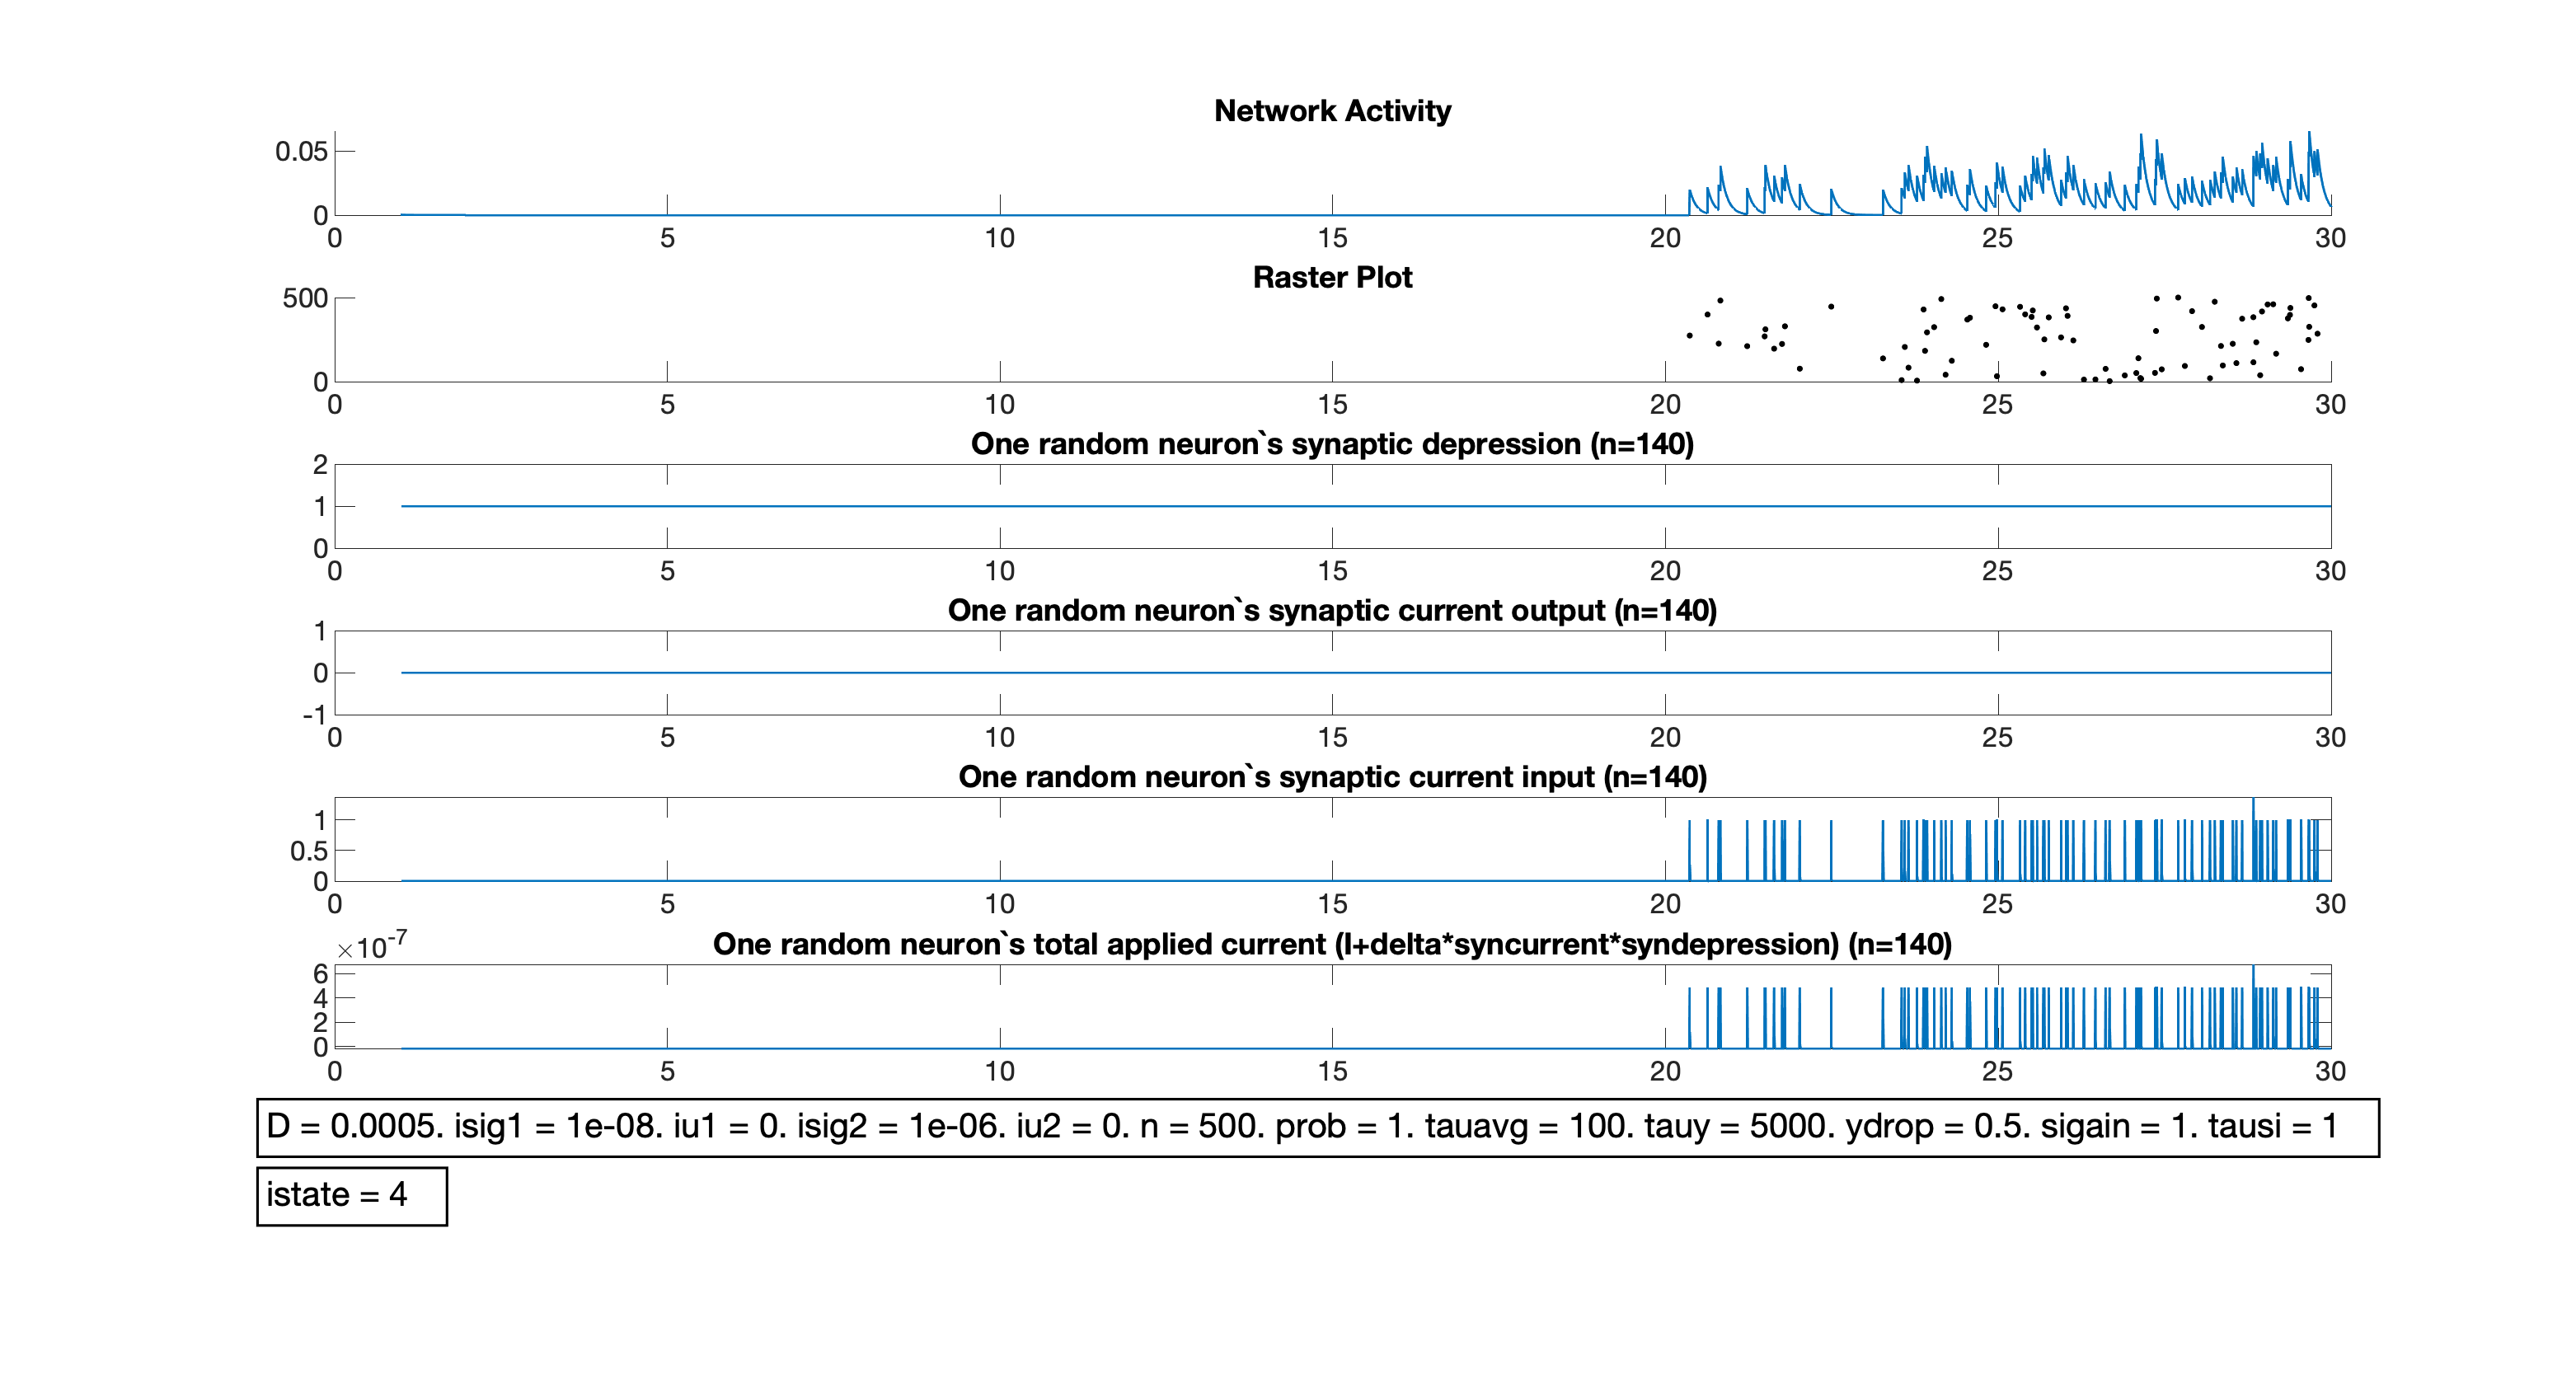 Network Activity
0.05
0
0 5 10 15 20 25 30
Raster Plot
500
0
0 5 10 15 20 25 30
One random neuron`s synaptic depression (n=140)
2
1
0
0 5 10 15 20 25 30
One random neuron`s synaptic current output (n=140)
1
0
-1
0 5 10 15 20 25 30
One random neuron`s synaptic current input (n=140)
1
0.5
0
0 5 10 15 20 25 30
×10-7 One random neuron`s total applied current (I+delta*syncurrent*syndepression) (n=140)
6
4
2
0
0 5 10 15 20 25 30
D = 0.0005. isig1 = 1e-08. iu1 = 0. isig2 = 1e-06. iu2 = 0. n = 500. prob = 1. tauavg = 100. tauy = 5000. ydrop = 0.5. sigain = 1. tausi = 1
istate = 4